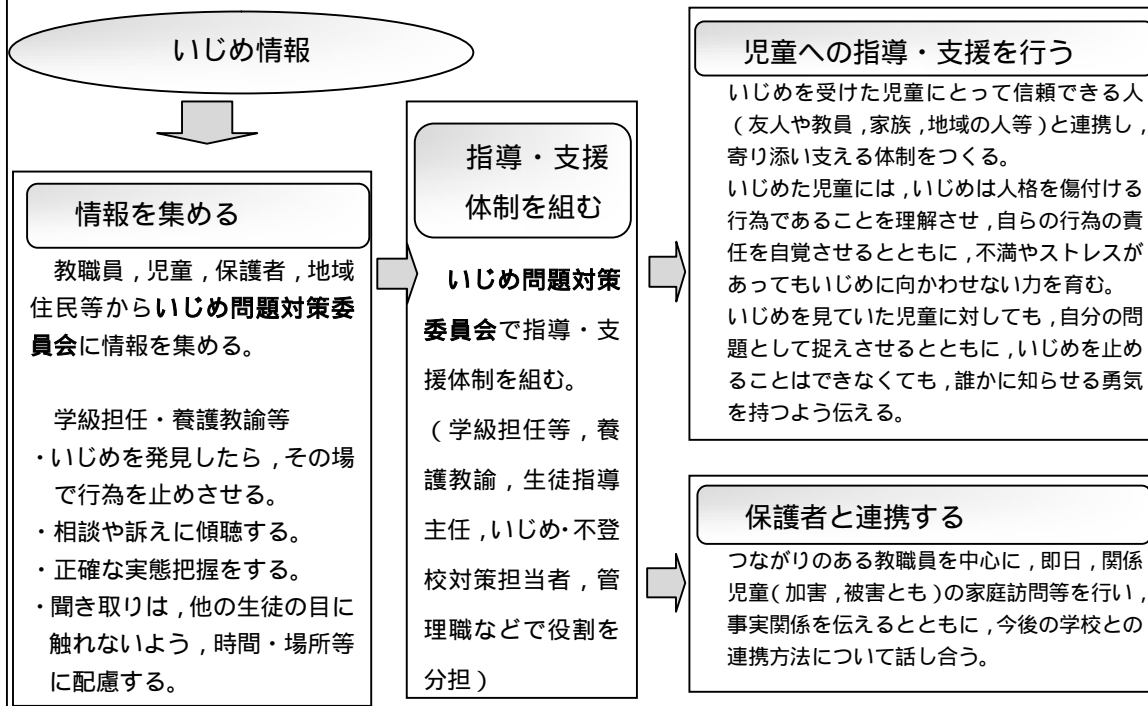 いじめ情報
情報を集める
教職員，児童，保護者，地域
住民等からいじめ問題対策委
員会に情報を集める。
学級担任・養護教諭等
・いじめを発見したら，その場
で行為を止めさせる。
・相談や訴えに傾聴する。
・正確な実態把握をする。
・聞き取りは，他の生徒の目に
触れないよう，時間・場所等
に配慮する。
指導・支援
体制を組む
いじめ問題対策
委員会で指導・支
援体制を組む。
（学級担任等，養
護教諭，生徒指導
主任，いじめ・不登
校対策担当者，管
理職などで役割を
分担）
児童への指導・支援を行う
いじめを受けた児童にとって信頼できる人
（友人や教員，家族，地域の人等）と連携し，
寄り添い支える体制をつくる。
いじめた児童には，いじめは人格を傷付ける
行為であることを理解させ，自らの行為の責
任を自覚させるとともに，不満やストレスが
あってもいじめに向かわせない力を育む。
いじめを見ていた児童に対しても，自分の問
題として捉えさせるとともに，いじめを止め
ることはできなくても，誰かに知らせる勇気
を持つよう伝える。
保護者と連携する
つながりのある教職員を中心に，即日，関係
児童（加害，被害とも）の家庭訪問等を行い，
事実関係を伝えるとともに，今後の学校との
連携方法について話し合う。